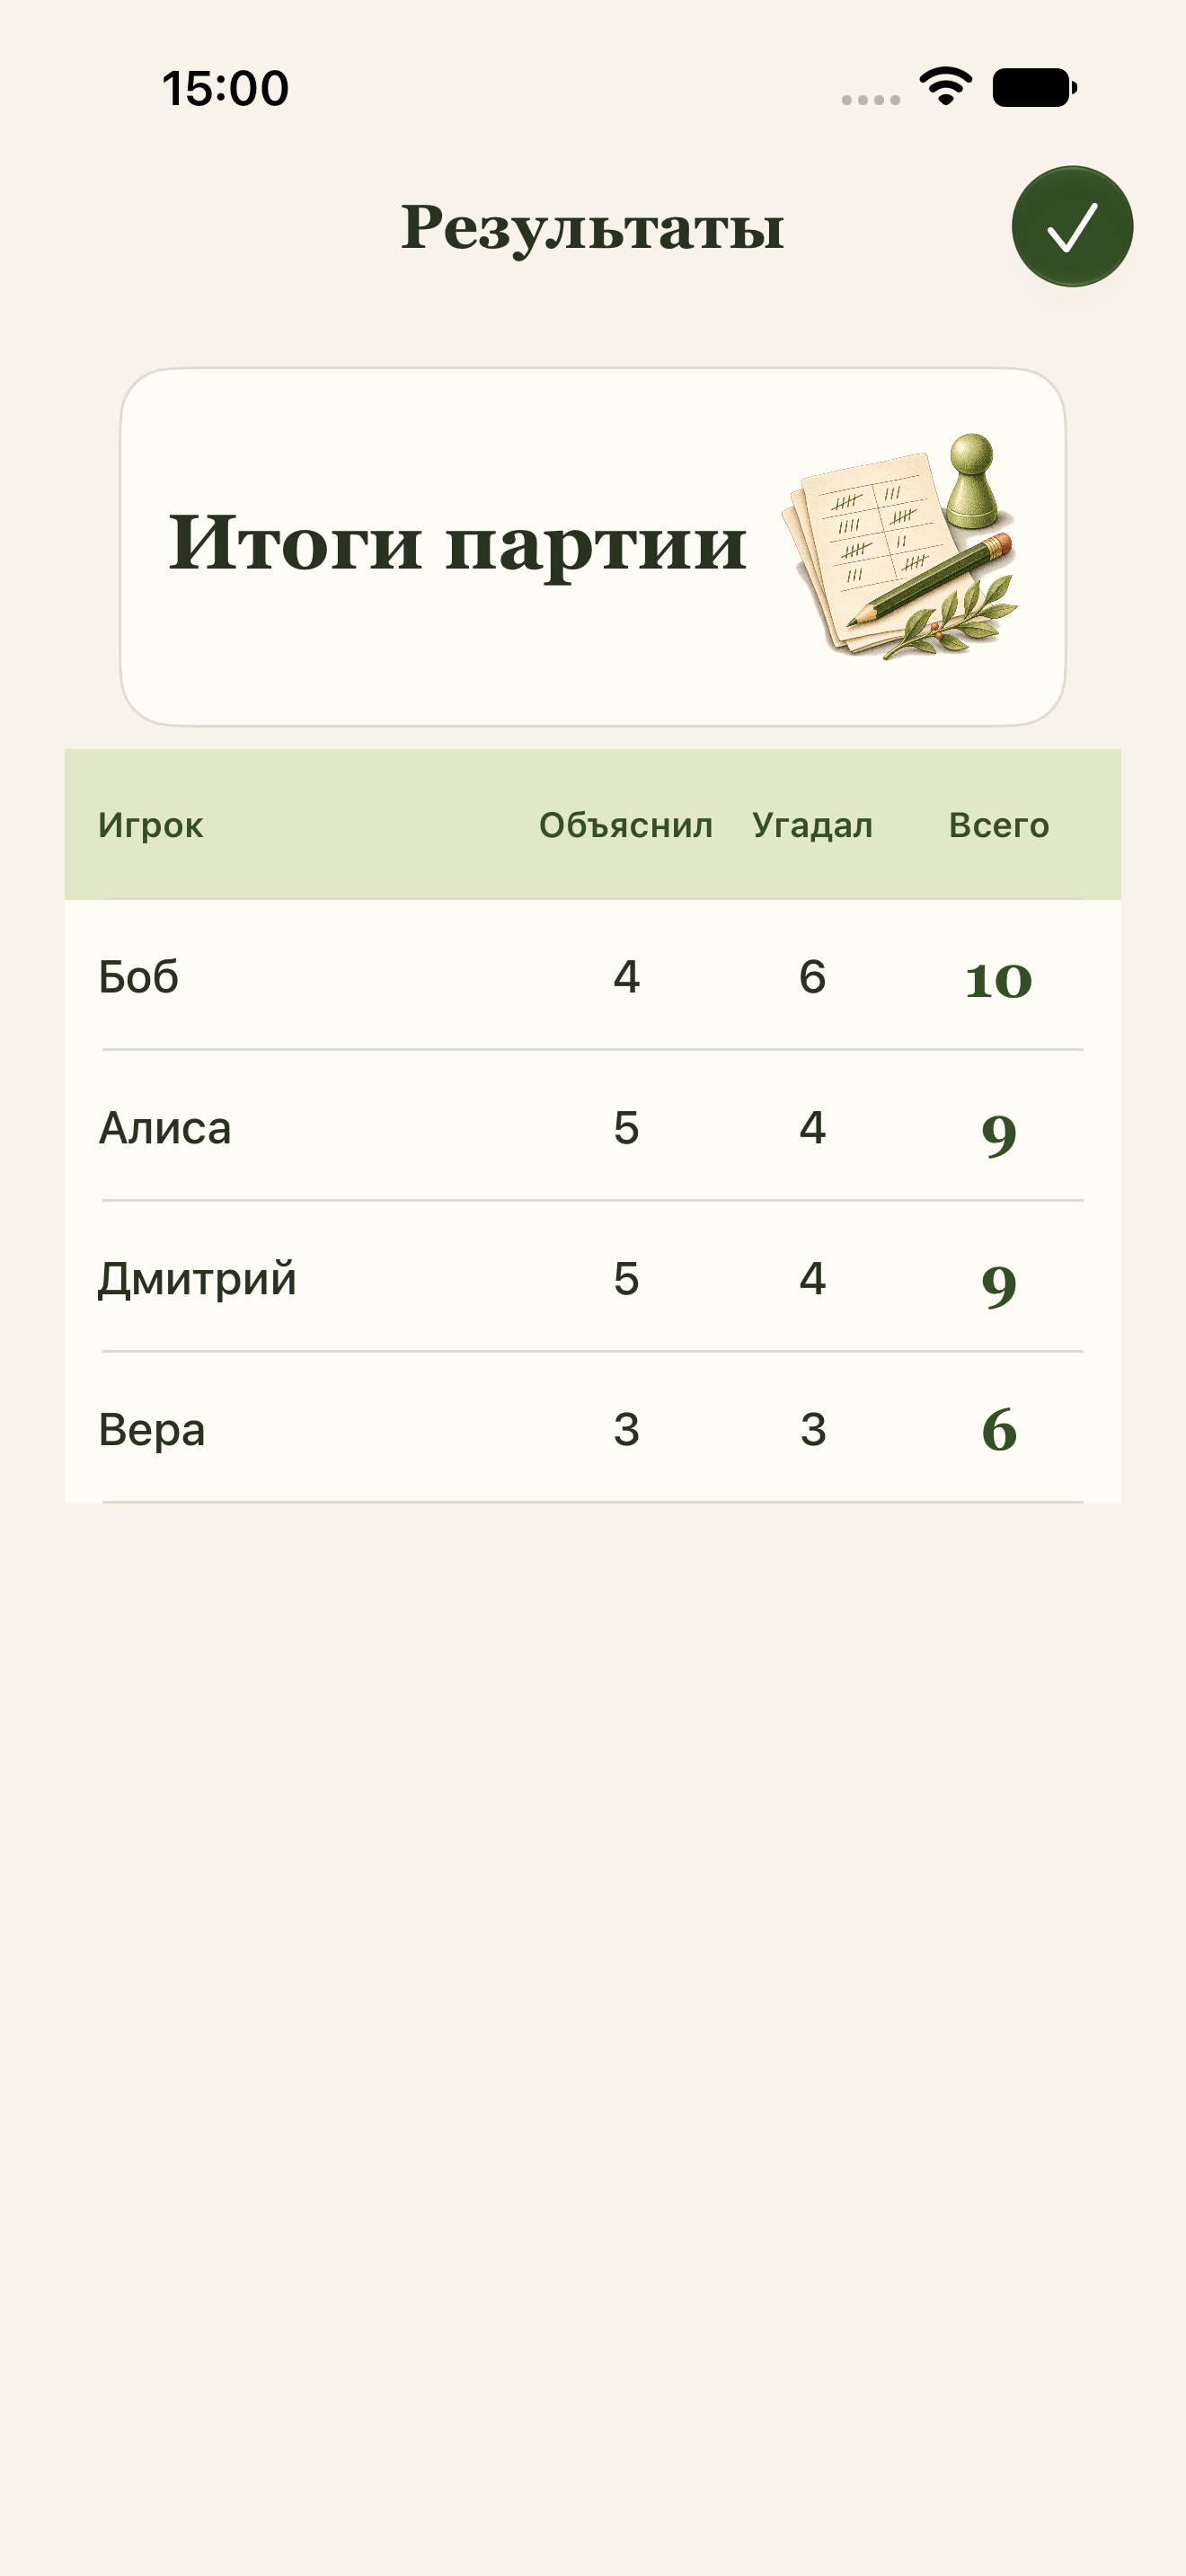 15:00
Результаты
Итоги партии
Игрок Объяснил Угадал Всего
Боб 4 6 10
Алиса 5 4 9
Дмитрий 5 4 9
Вера 3 3 6